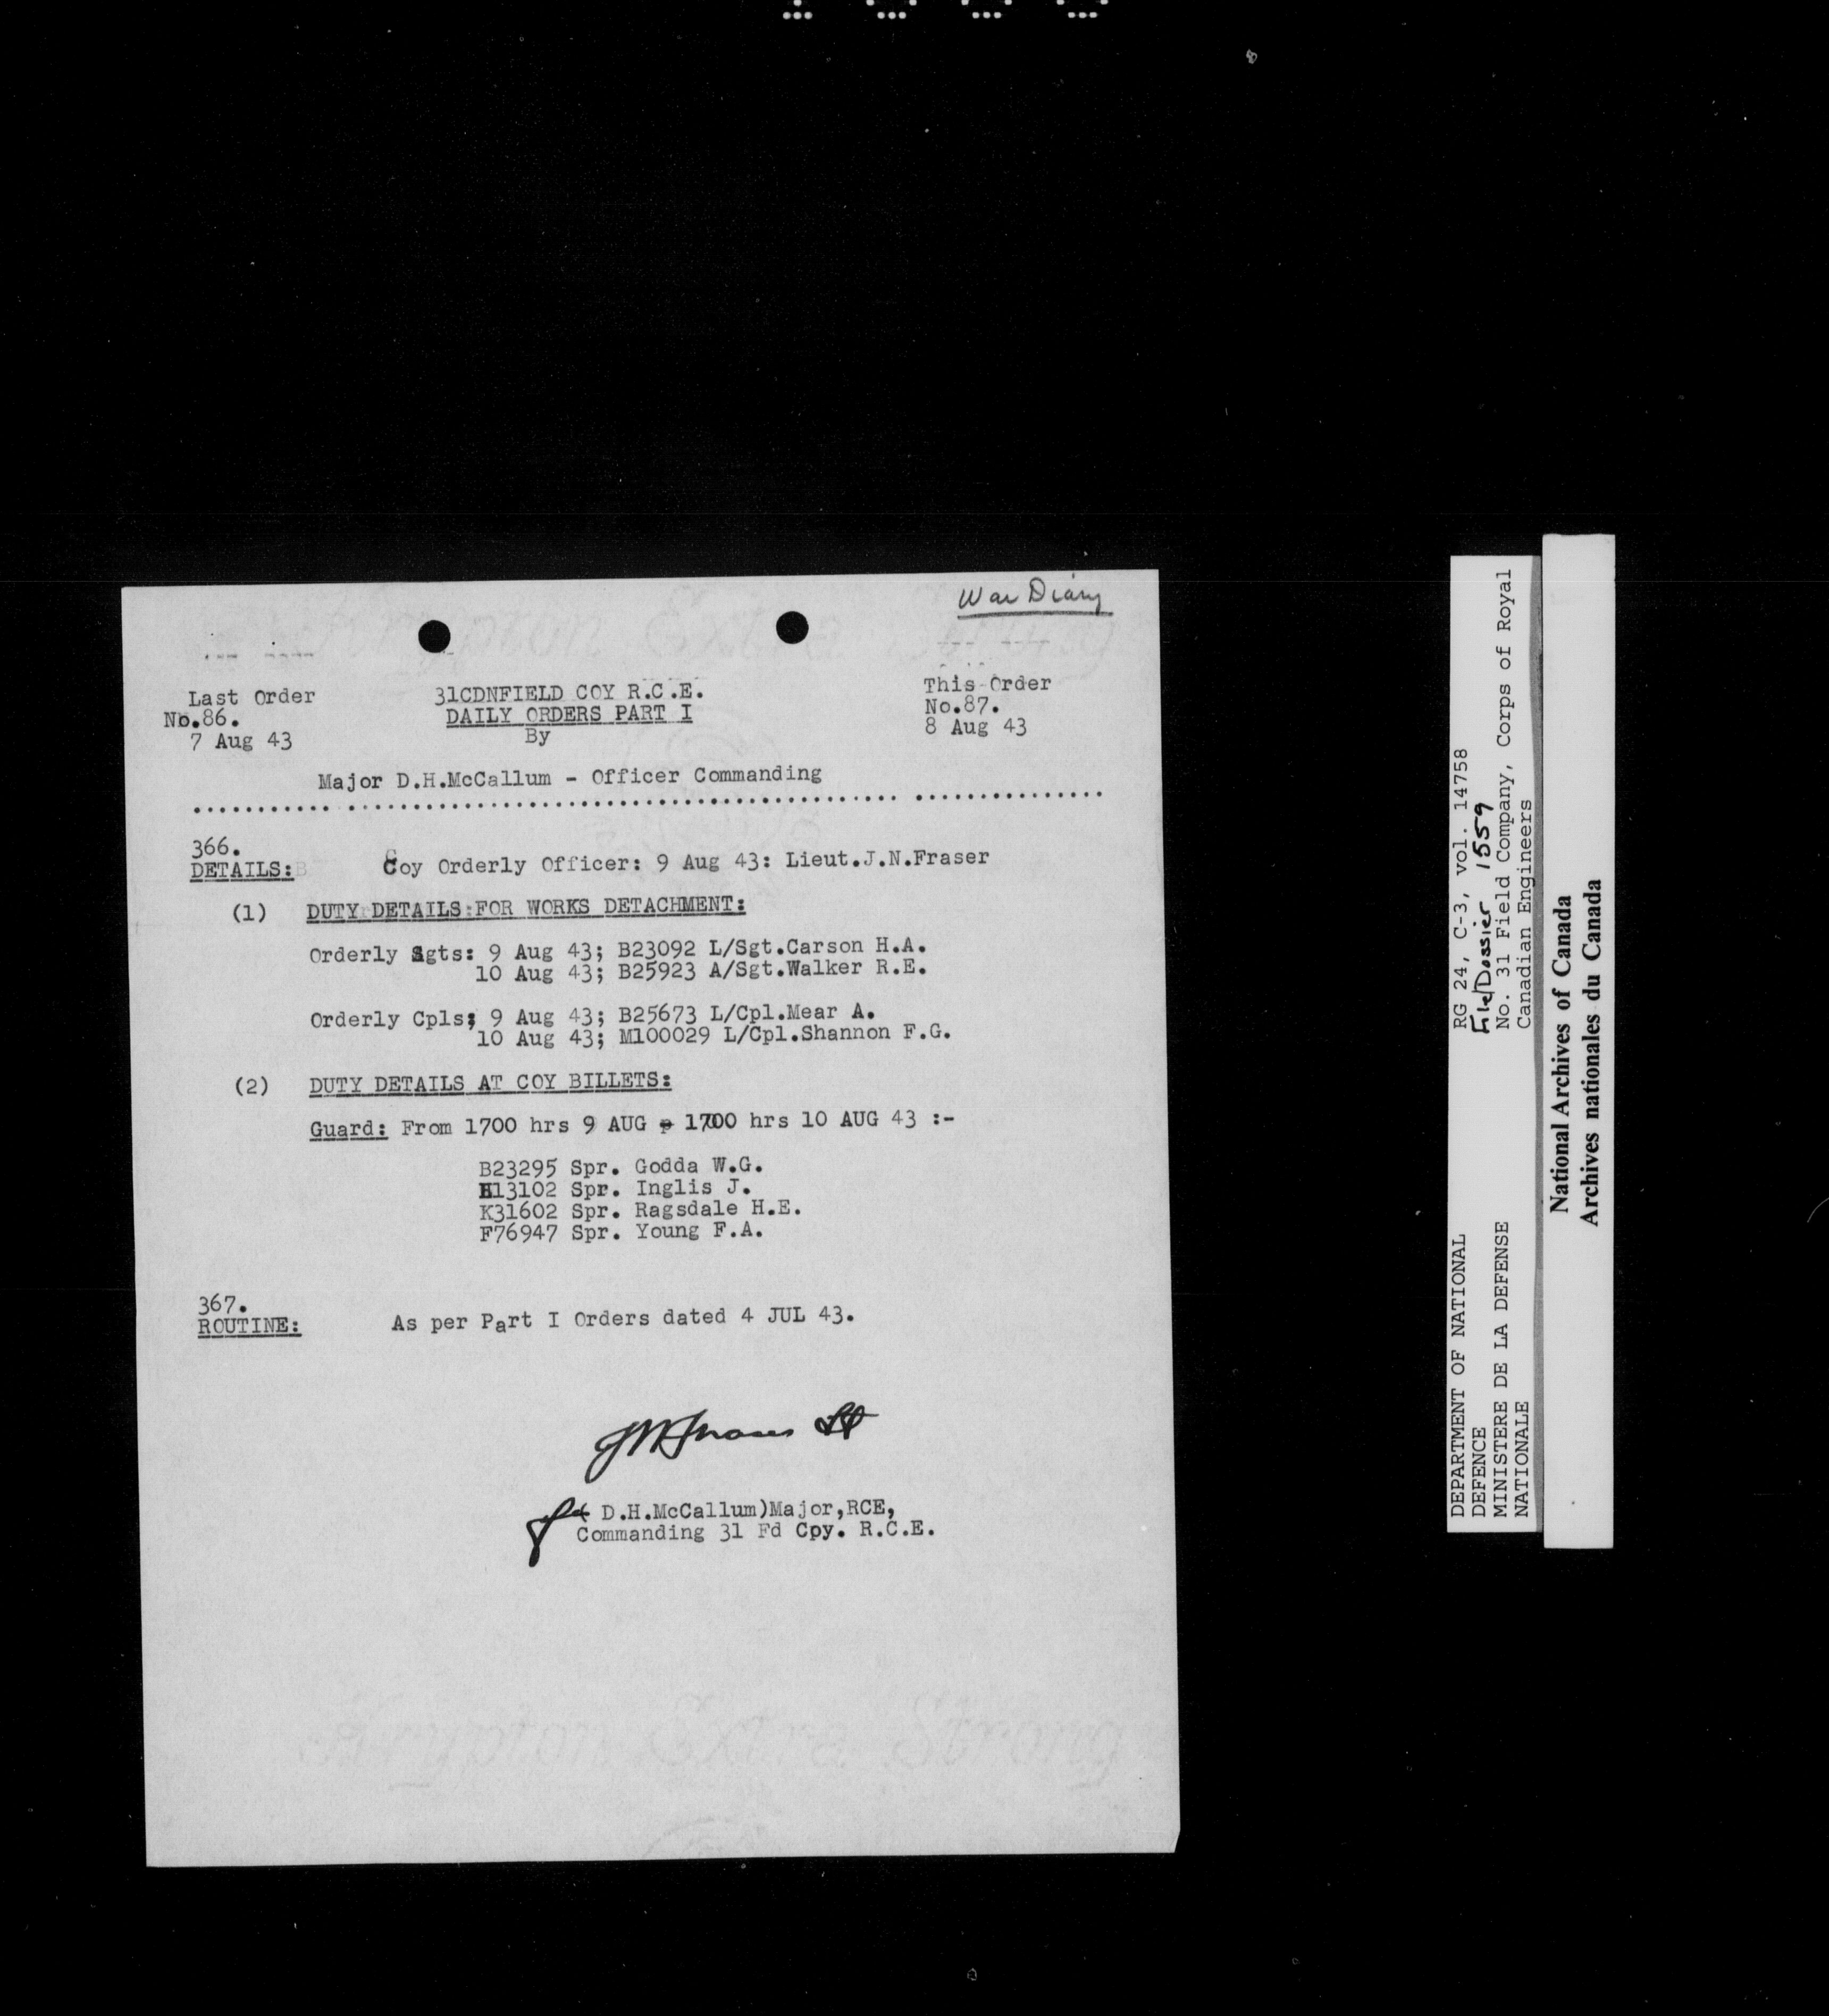 War Diary
Last Order
No.86.
7 Aug 43
31CDNFIELD COY R.C.E.
DAILY ORDERS PART I
By
This Order
No.87.
8 Aug 43
Major D.H.McCallum - Officer Commanding
366.
DETAILS:
Coy Orderly Officer: 9 Aug 43: Lieut.J.N.Fraser
(1) DUTY DETAILS FOR WORKS DETACHMENT:
Orderly Sgts: 9 Aug 43; B23092 L/Sgt.Carson H.A.
10 Aug 43; B25923 A/Sgt.Walker R.E.
Orderly Cpls; 9 Aug 43; B25673 L/Cpl.Mear A.
10 Aug 43; M100029 L/Cpl.Shannon F.G.
(2) DUTY DETAILS AT COY BILLETS:
Guard: From 1700 hrs 9 AUG - 1700 hrs 10 AUG 43 :-
B23295 Spr. Godda W.G.
H13102 Spr. Inglis J.
K31602 Spr. Ragsdale H.E.
F76947 Spr. Young F.A.
367.
ROUTINE:
As per Part I Orders dated 4 JUL 43.
JNFraser Lt
for D.H.McCallum)Major,RCE,
Commanding 31 Fd Cpy. R.C.E.
Extra Strong
DEPARTMENT OF NATIONAL
DEFENCE
MINISTERE DE LA DEFENSE
NATIONALE
RG 24, C-3, vol. 14758
File/Dossier 1559
No. 31 Field Company, Corps of Royal
Canadian Engineers
National Archives of Canada
Archives nationales du Canada